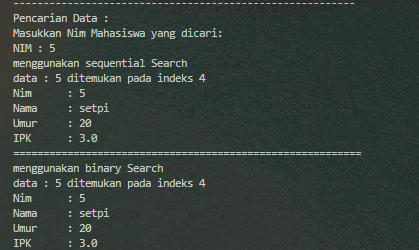 ---------------------------------------------------------
Pencarian Data :
Masukkan Nim Mahasiswa yang dicari:
NIM : 5
menggunakan sequential Search
data : 5 ditemukan pada indeks 4
Nim     : 5
Nama    : setpi
Umur    : 20
IPK     : 3.0
==========================================================
menggunakan binary Search
data : 5 ditemukan pada indeks 4
Nim     : 5
Nama    : setpi
Umur    : 20
IPK     : 3.0